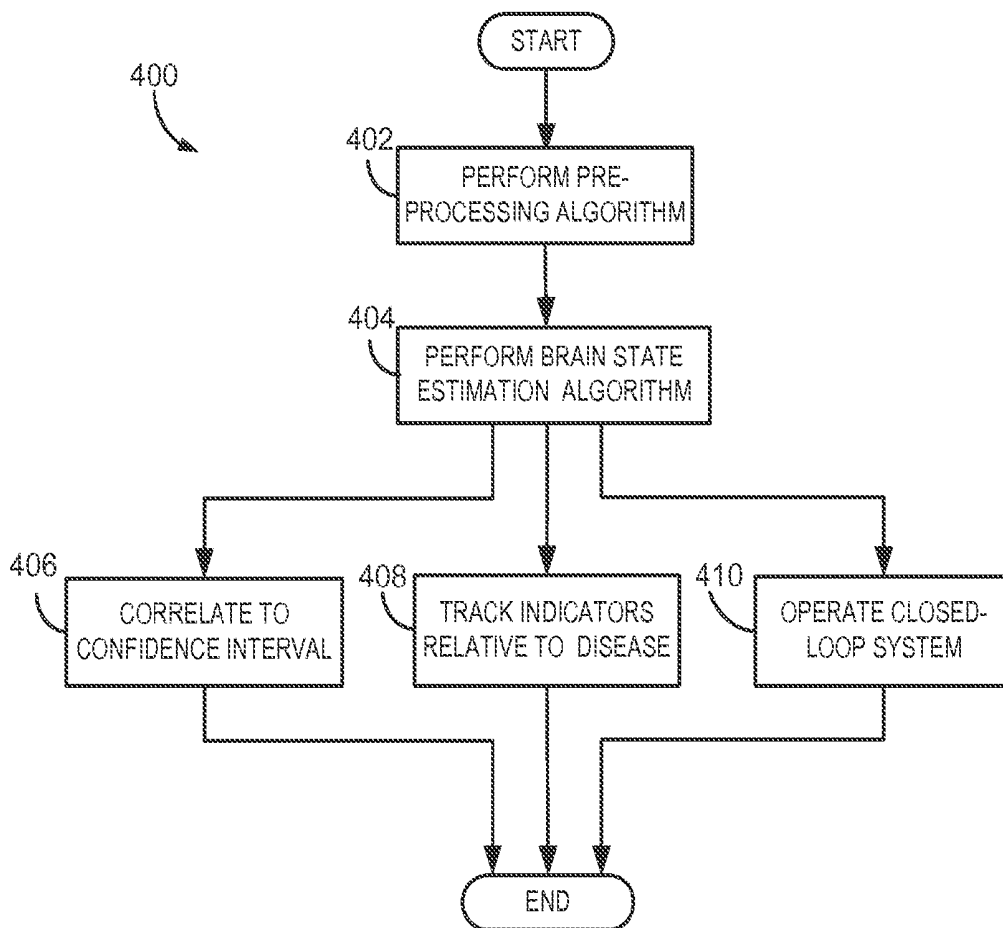 START
400
402
PERFORM PRE-
PROCESSING ALGORITHM
404
PERFORM BRAIN STATE
ESTIMATION ALGORITHM
406
CORRELATE TO
CONFIDENCE INTERVAL
408
TRACK INDICATORS
RELATIVE TO DISEASE
410
OPERATE CLOSED-
LOOP SYSTEM
END